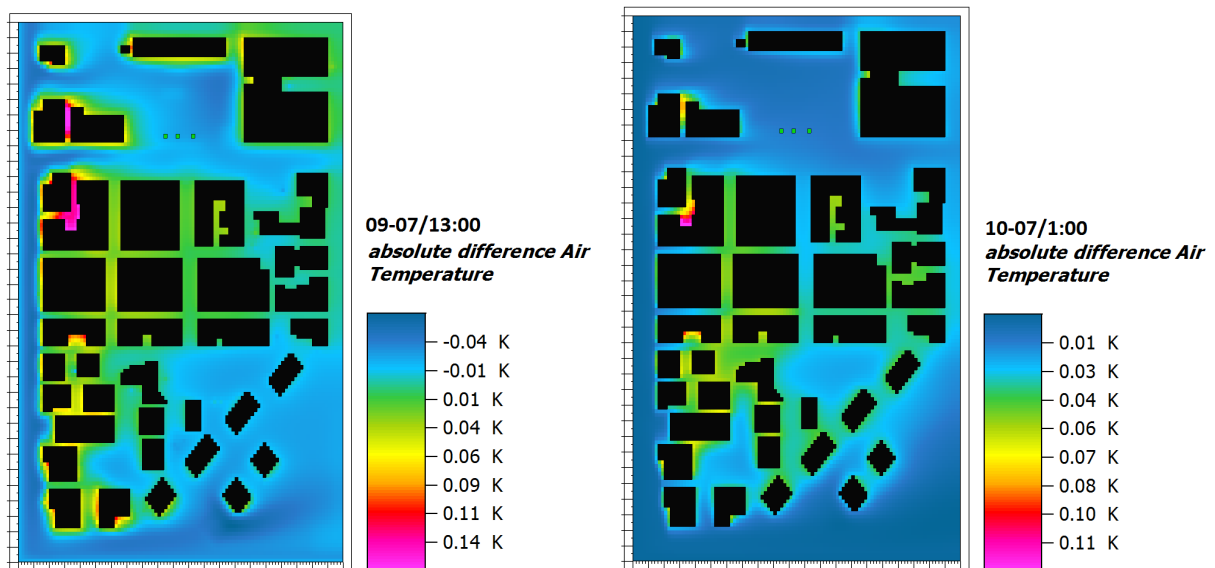 09-07/13:00
absolute difference Air
Temperature
-0.04 K
-0.01 K
0.01 K
0.04 K
0.06 K
0.09 K
0.11 K
0.14 K
10-07/1:00
absolute difference Air
Temperature
0.01 K
0.03 K
0.04 K
0.06 K
0.07 K
0.08 K
0.10 K
0.11 K